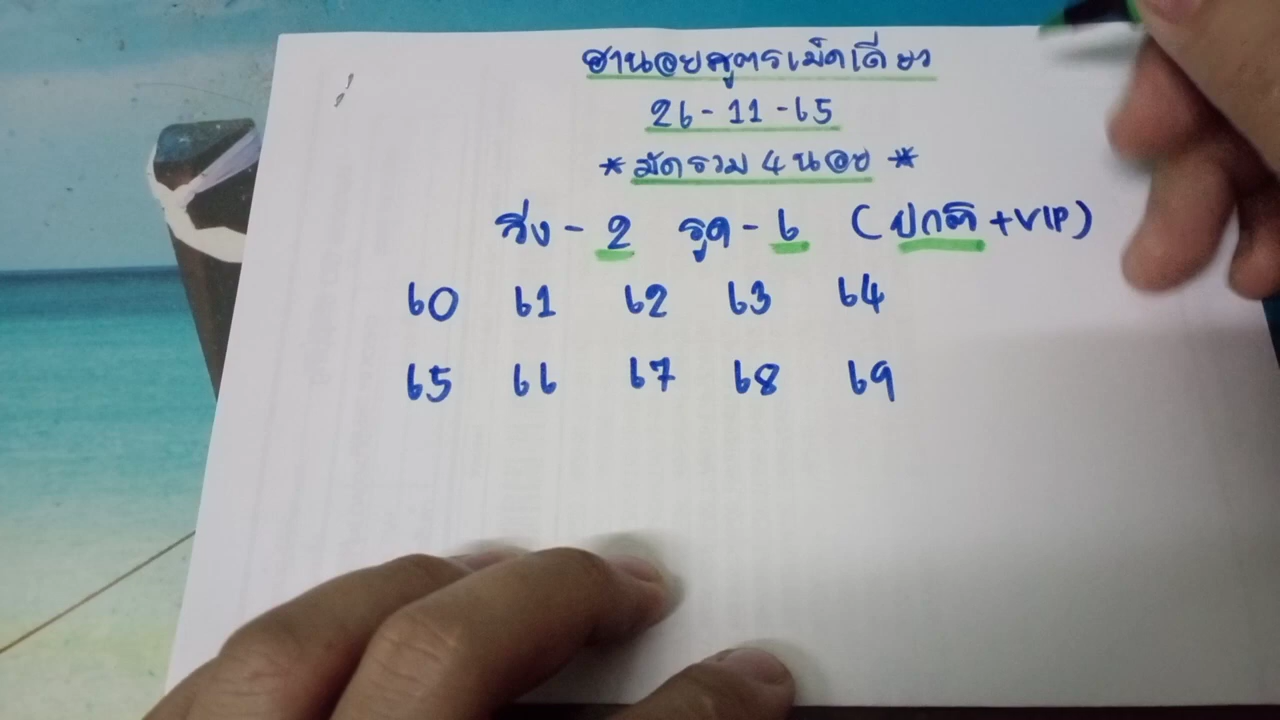 ฮานอยสูตรเม็ดเดียว
26-11-65
*มัดรวม 4 นอย*
วิ่ง - 2 รูด - 6 (ปกติ+VIP)
60 61 62 63 64
65 66 67 68 69